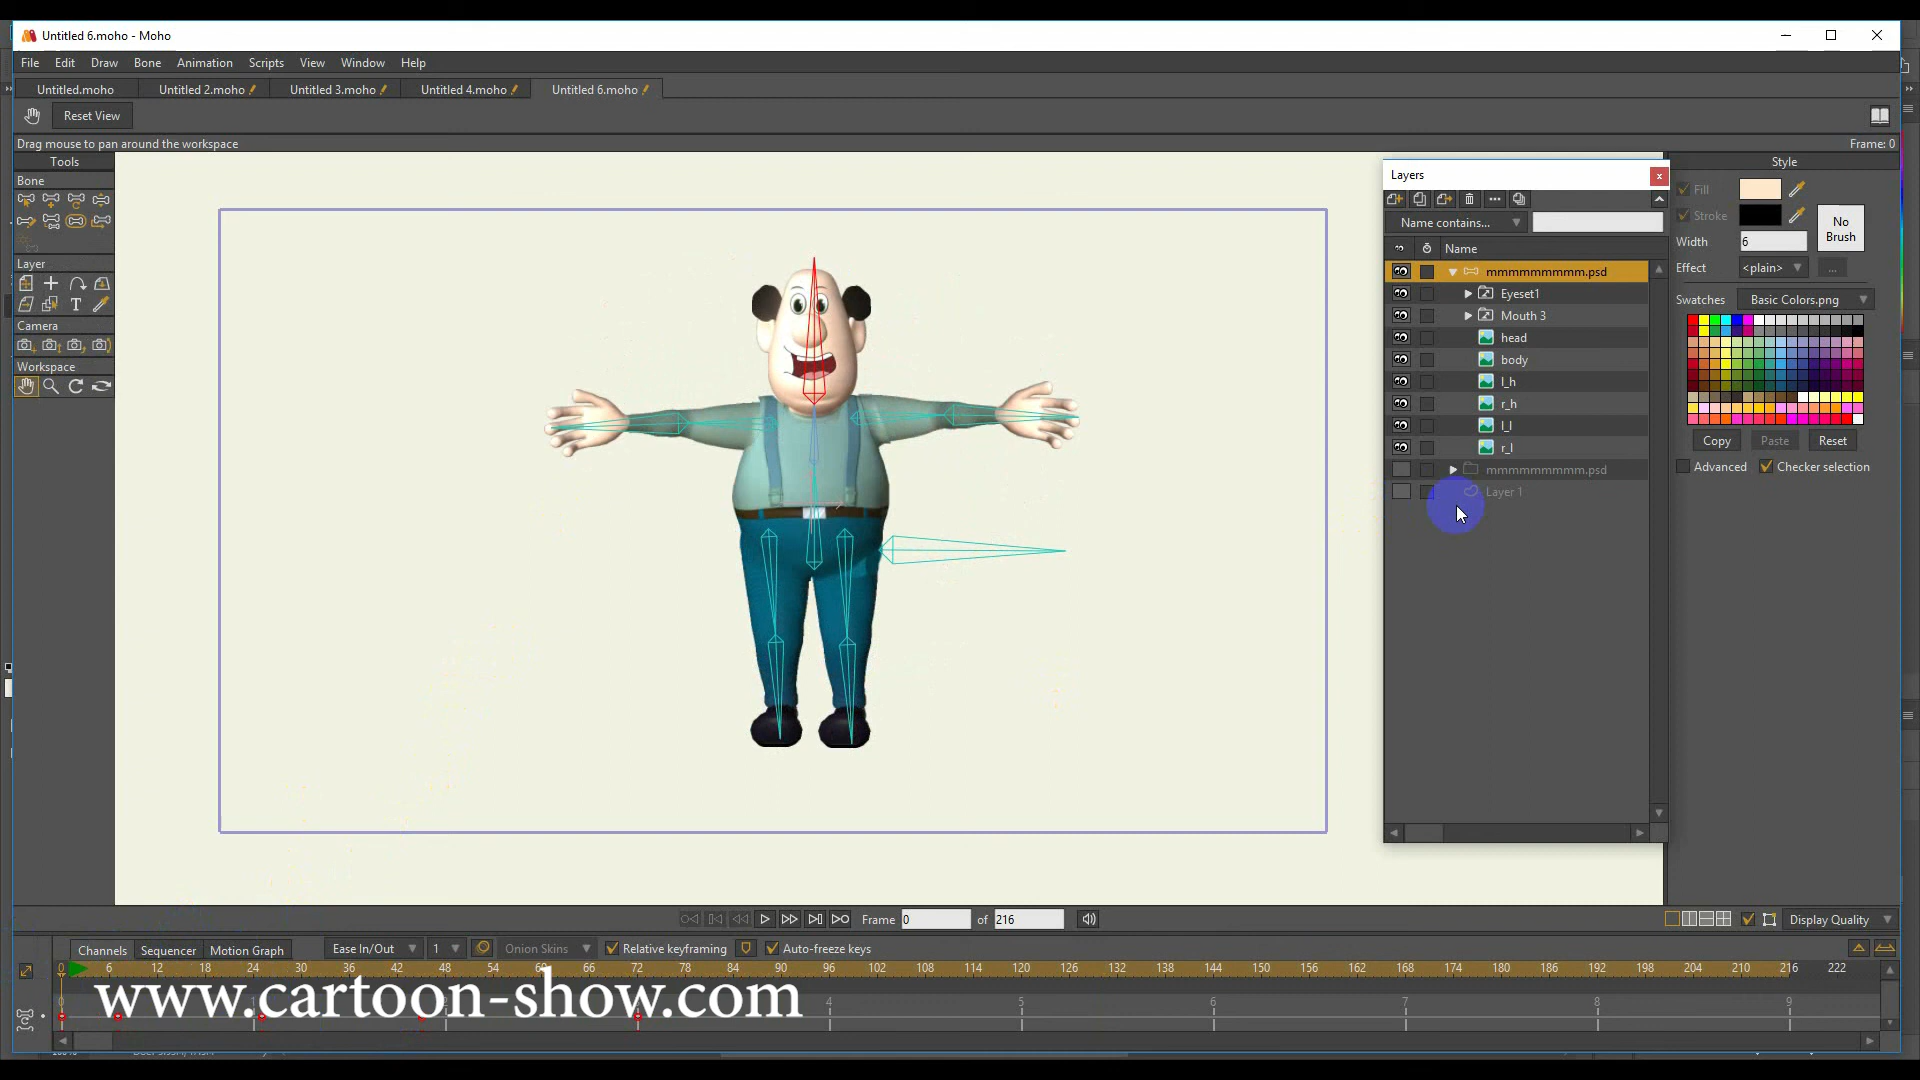 Untitled 6.moho - Moho
File Edit Draw Bone Animation Scripts View Window Help
Untitled.moho Untitled 2.moho Untitled 3.moho Untitled 4.moho Untitled 6.moho
Reset View
Drag mouse to pan around the workspace Frame: 0
Tools
Bone
Layer
Camera
Workspace
Layers
Name contains...
Name
mmmmmmmmmm.psd
Eyeset1
Mouth 3
head
body
l_h
r_h
l_l
r_l
mmmmmmmmmm.psd
Layer 1
Style
Fill
Stroke
No Brush
Width 6
Effect <plain> ...
Swatches Basic Colors.png
Copy Paste Reset
Advanced Checker selection
Frame 0 of 216 Display Quality
Channels Sequencer Motion Graph Ease In/Out 1 Onion Skins Relative keyframing Auto-freeze keys
0 6 12 18 24 30 36 42 48 54 60 66 72 78 84 90 96 102 108 114 120 126 132 138 144 150 156 162 168 174 180 186 192 198 204 210 216 222
www.cartoon-show.com
4 5 6 7 8 9